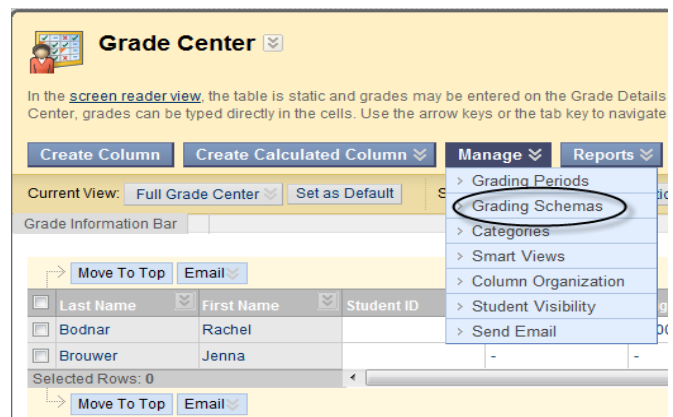 Grade Center
In the screen reader view, the table is static and grades may be entered on the Grade Details
Center, grades can be typed directly in the cells. Use the arrow keys or the tab key to navigate
Create Column Create Calculated Column Manage Reports
Current View: Full Grade Center Set as Default
> Grading Periods
> Grading Schemas
Grade Information Bar
> Categories
> Smart Views
Move To Top Email
> Column Organization
Last Name First Name Student ID
> Student Visibility
Bodnar Rachel
> Send Email
Brouwer Jenna - -
Selected Rows: 0
Move To Top Email